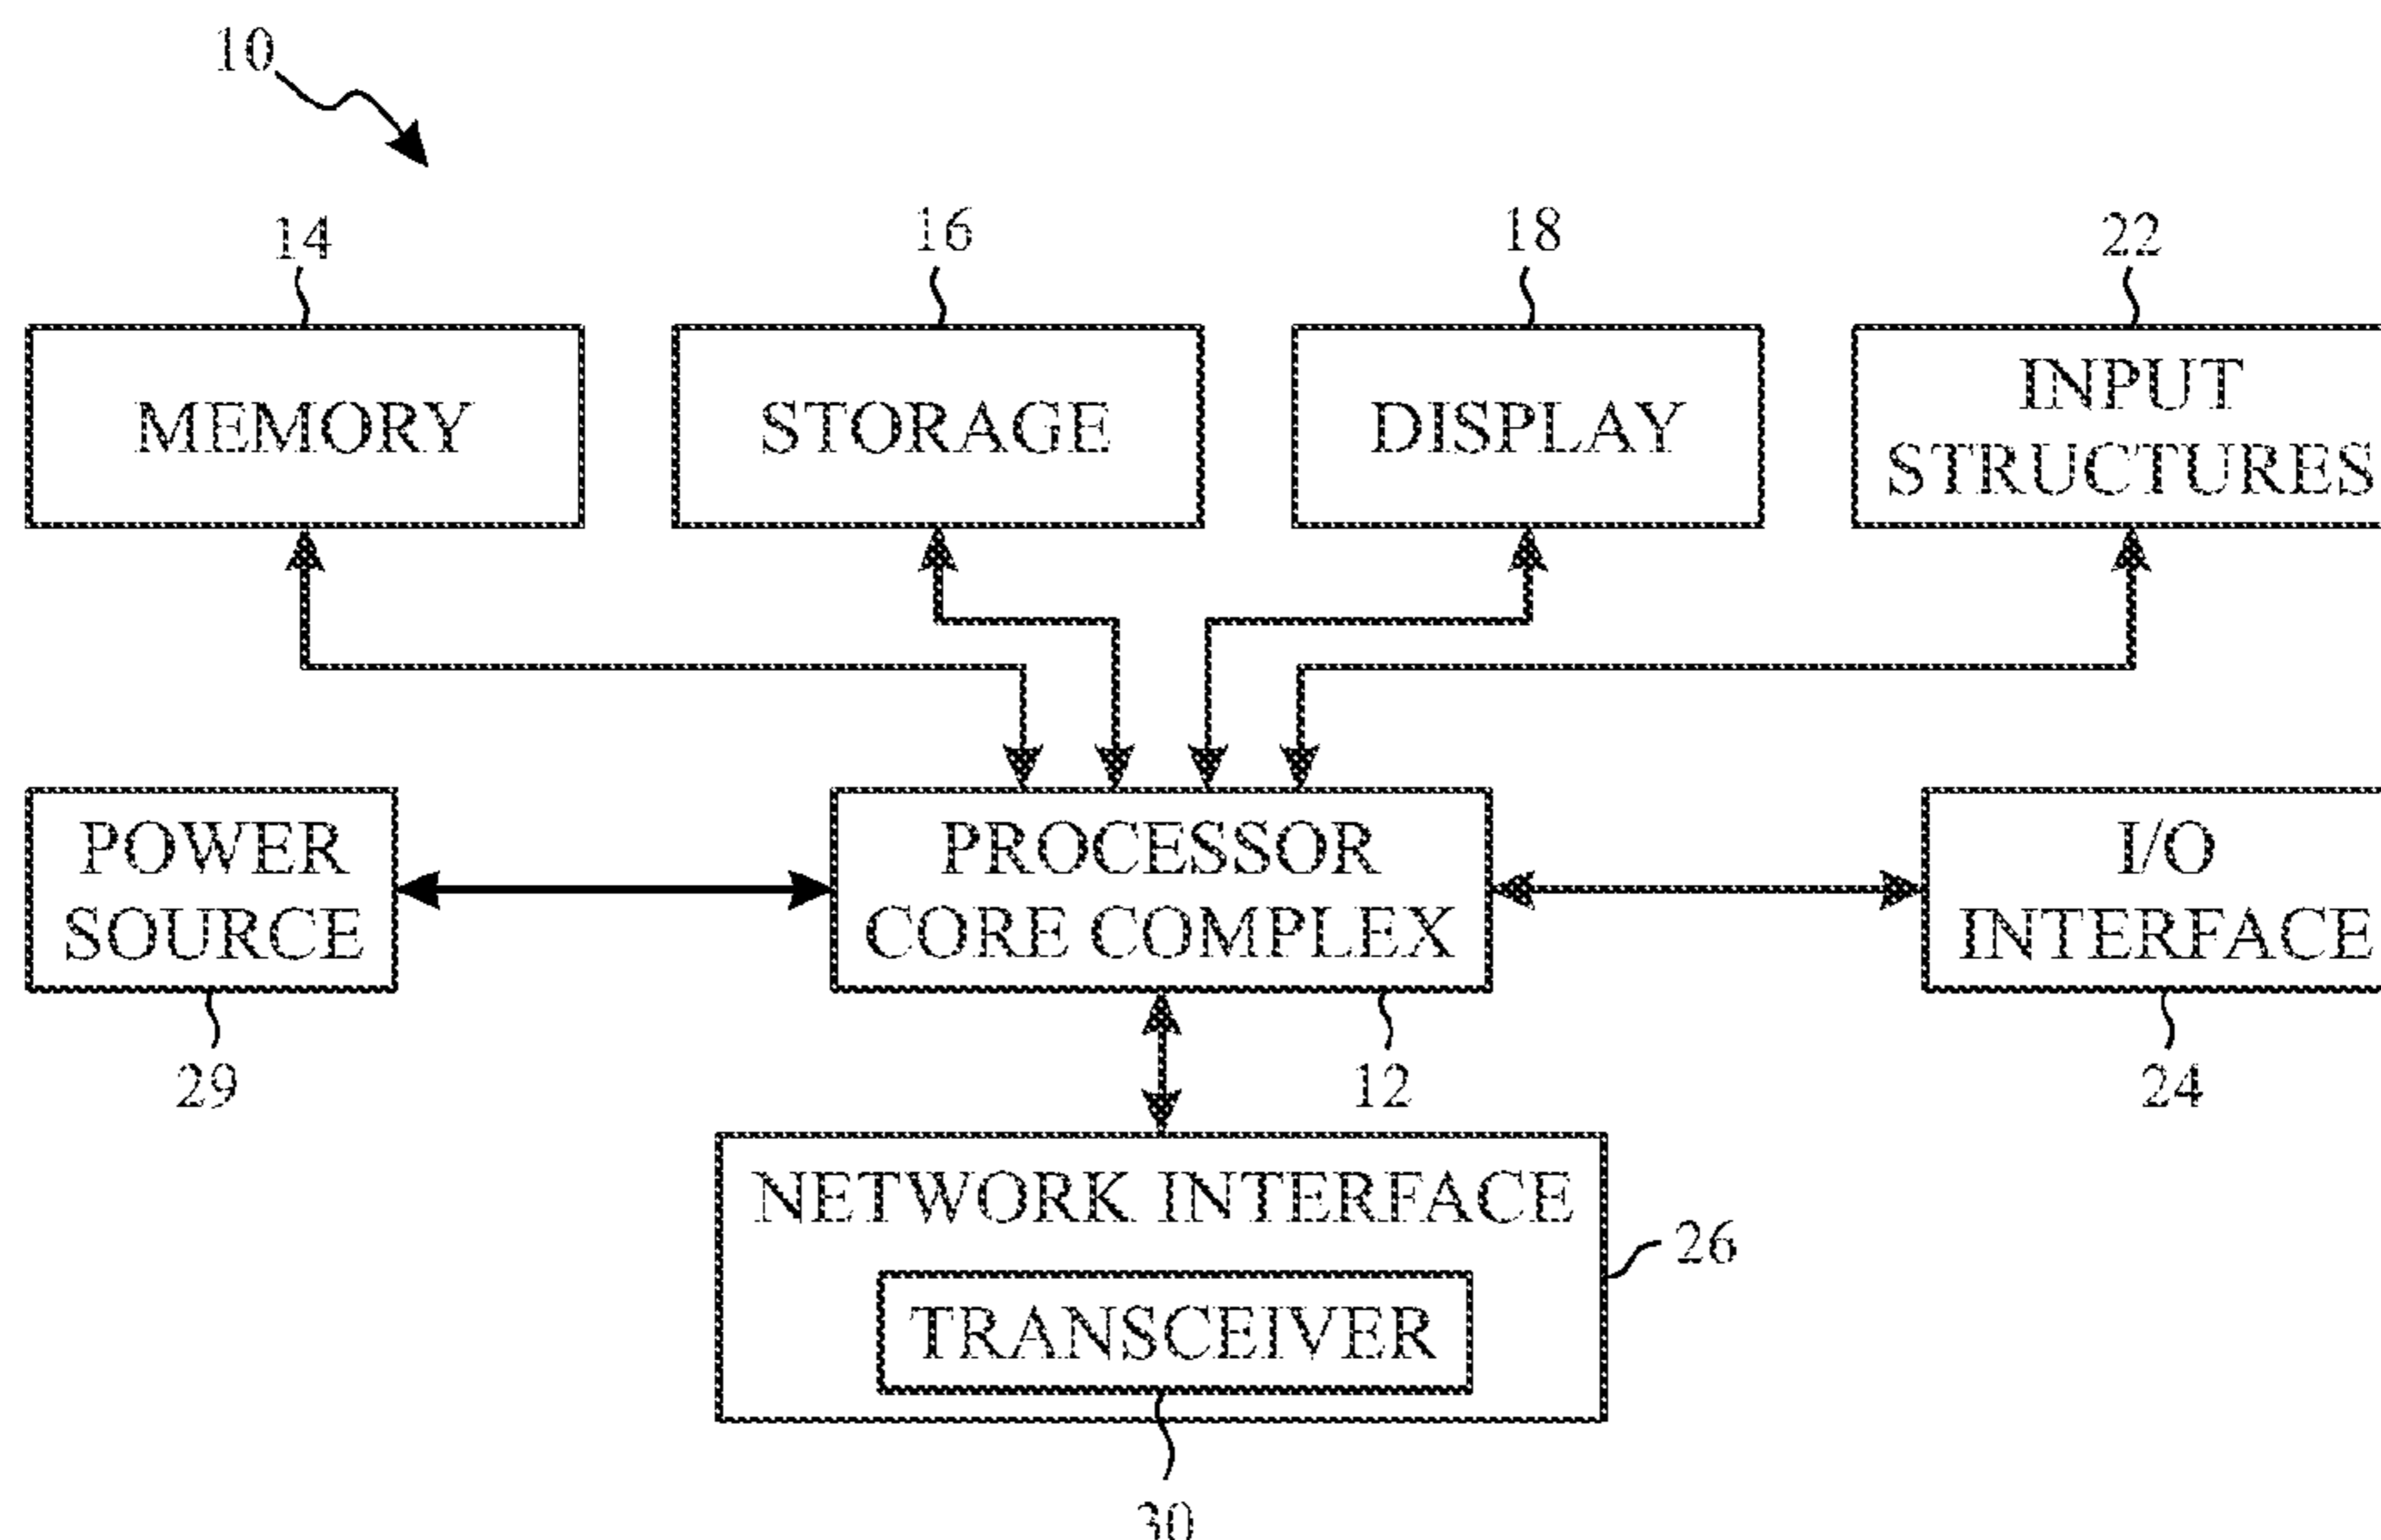 10
14
16
18
22
MEMORY
STORAGE
DISPLAY
INPUT
STRUCTURES
POWER
SOURCE
PROCESSOR
CORE COMPLEX
I/O
INTERFACE
29
12
24
NETWORK INTERFACE
26
TRANSCEIVER
30